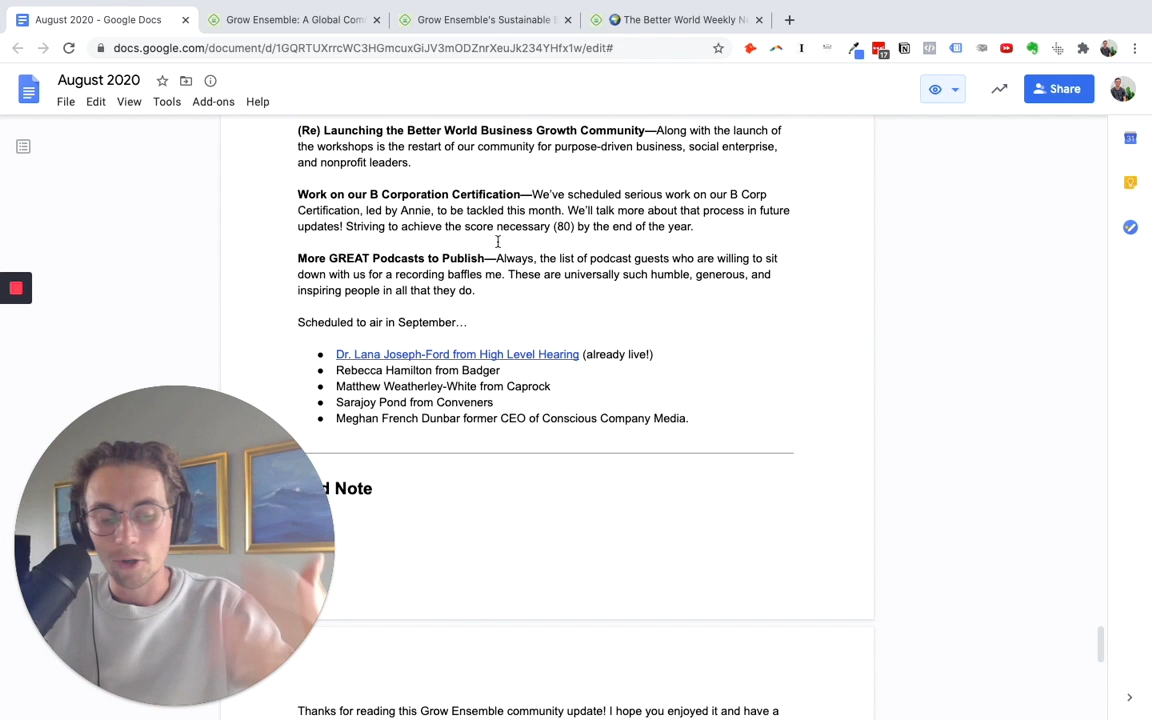 August 2020 - Google Docs
Grow Ensemble: A Global Com
Grow Ensemble's Sustainable
The Better World Weekly N
docs.google.com/document/d/1GQRTUXrrcWC3HGmcuxGiJV3mODZnrXeuJk234YHfx1w/edit#
17
August 2020
File Edit View Tools Add-ons Help
Share
(Re) Launching the Better World Business Growth Community—Along with the launch of
the workshops is the restart of our community for purpose-driven business, social enterprise,
and nonprofit leaders.
Work on our B Corporation Certification—We've scheduled serious work on our B Corp
Certification, led by Annie, to be tackled this month. We'll talk more about that process in future
updates! Striving to achieve the score necessary (80) by the end of the year.
More GREAT Podcasts to Publish—Always, the list of podcast guests who are willing to sit
down with us for a recording baffles me. These are universally such humble, generous, and
inspiring people in all that they do.
Scheduled to air in September…
● Dr. Lana Joseph-Ford from High Level Hearing (already live!)
● Rebecca Hamilton from Badger
● Matthew Weatherley-White from Caprock
● Sarajoy Pond from Conveners
● Meghan French Dunbar former CEO of Conscious Company Media.
d Note
Thanks for reading this Grow Ensemble community update! I hope you enjoyed it and have a
31